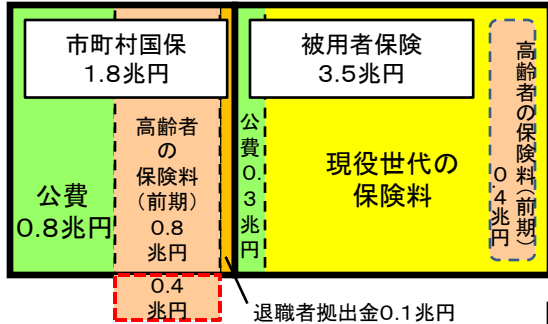 市町村国保
1.8兆円
被用者保険
3.5兆円
公費
0.8兆円
高齢者
の
保険料
(前期)
0.8
兆円
0.4
兆円
公費0.3兆円
現役世代の
保険料
高齢者の保険料(前期)
0.4兆円
退職者拠出金0.1兆円